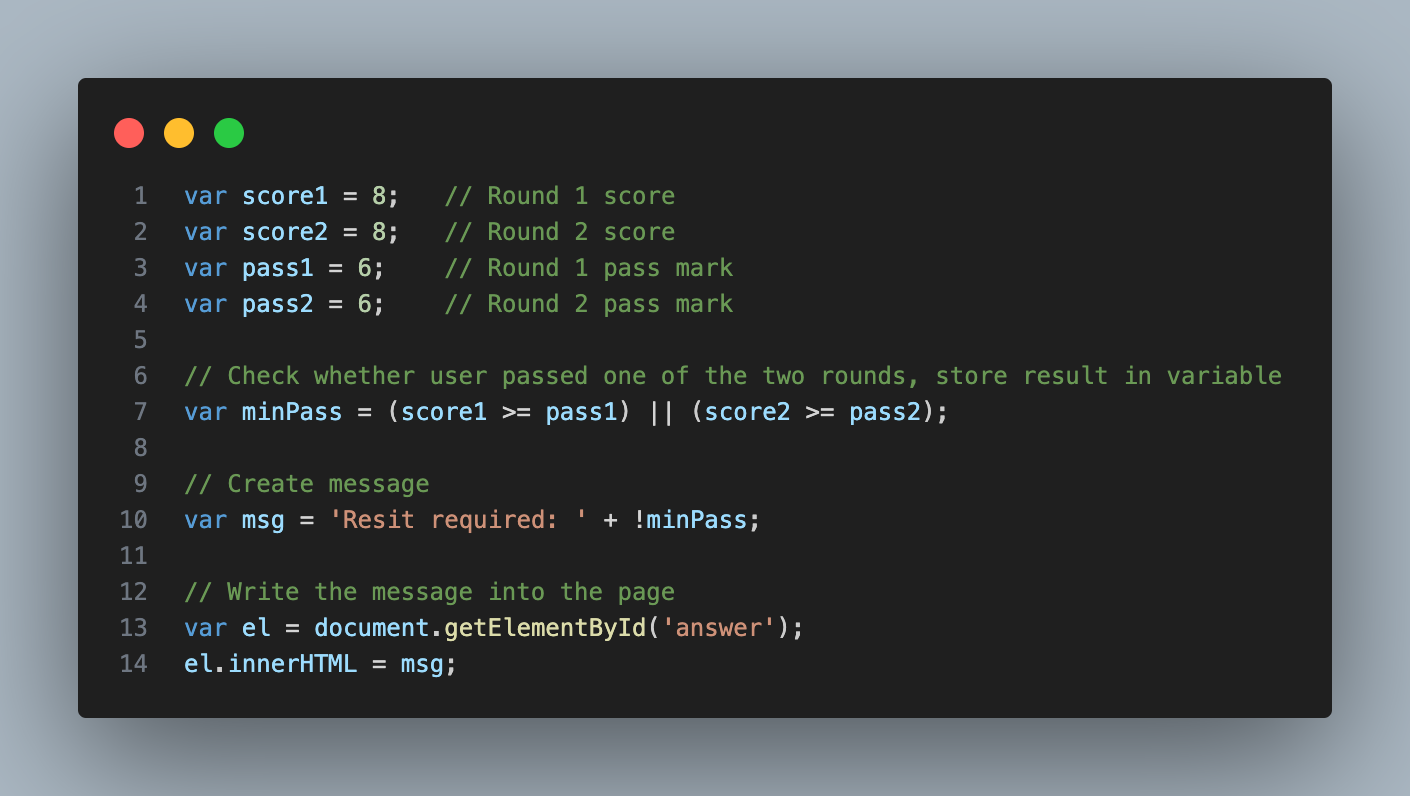 1 var score1 = 8;   // Round 1 score
2 var score2 = 8;   // Round 2 score
3 var pass1 = 6;    // Round 1 pass mark
4 var pass2 = 6;    // Round 2 pass mark
5
6 // Check whether user passed one of the two rounds, store result in variable
7 var minPass = (score1 >= pass1) || (score2 >= pass2);
8
9 // Create message
10 var msg = 'Resit required: ' + !minPass;
11
12 // Write the message into the page
13 var el = document.getElementById('answer');
14 el.innerHTML = msg;